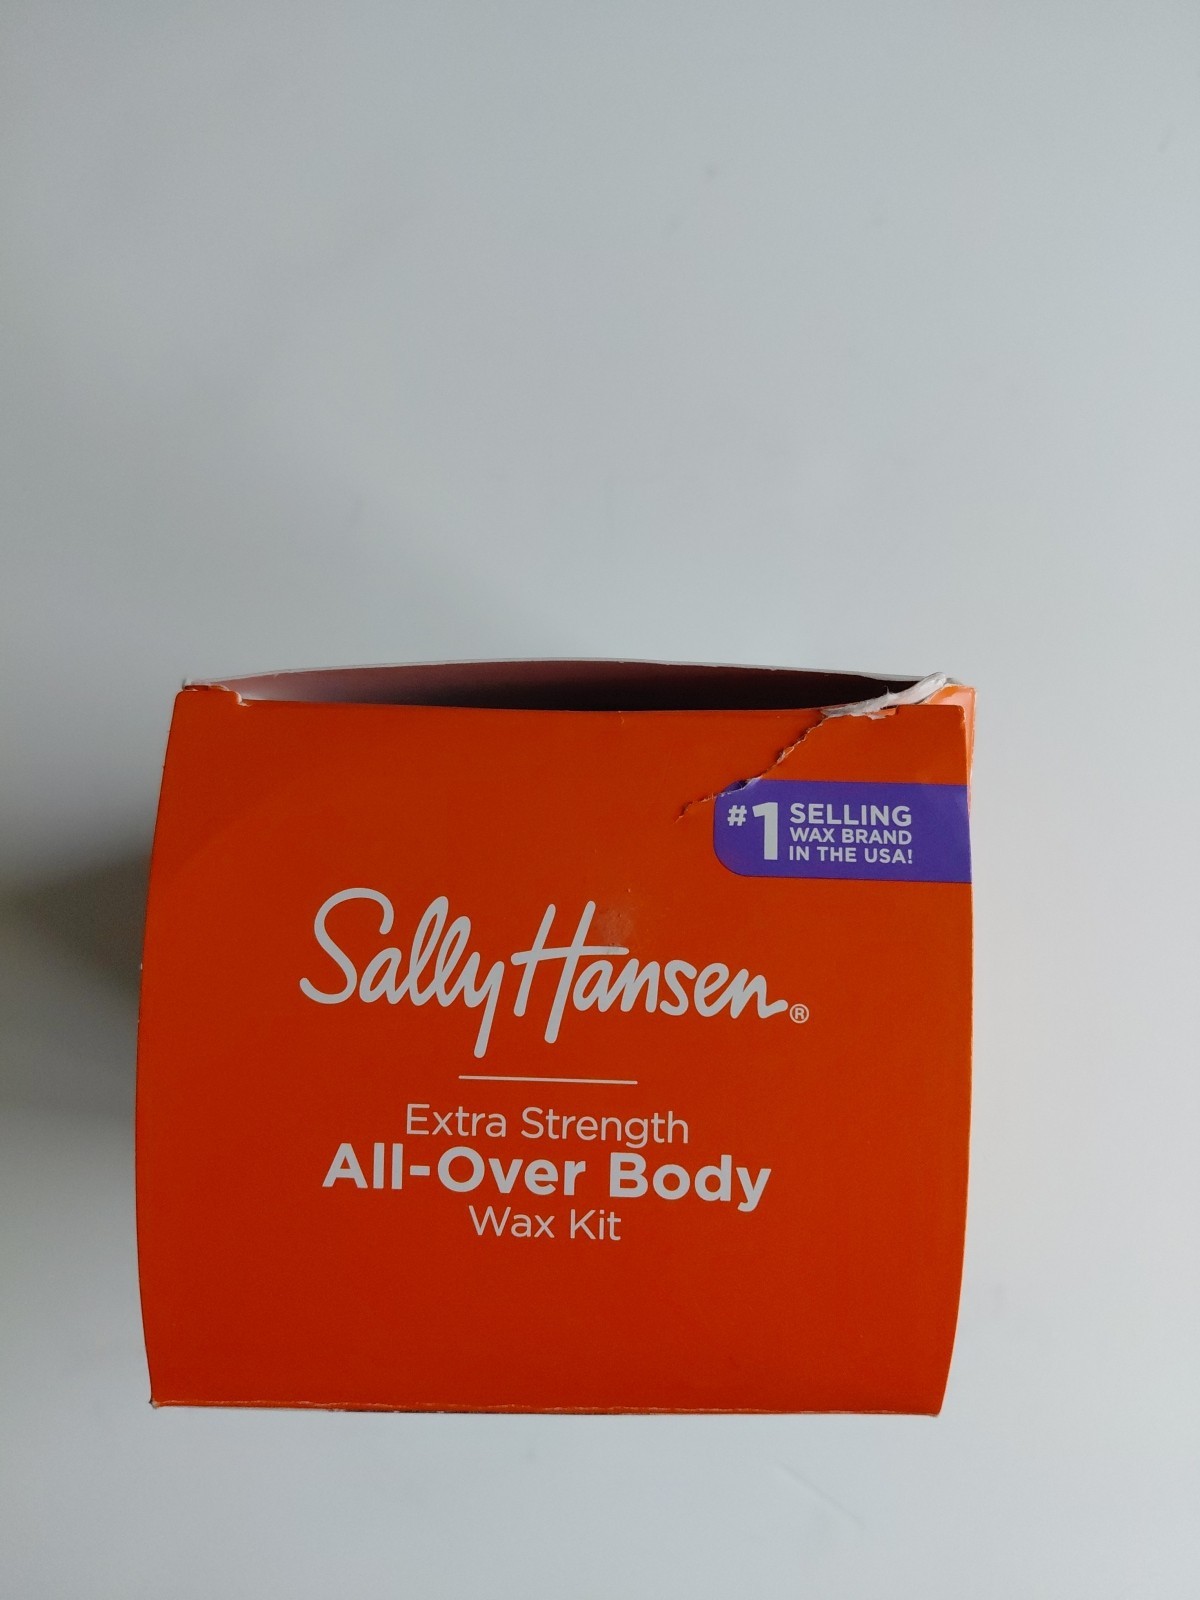 #1 SELLING
WAX BRAND
IN THE USA!
Sally Hansen®
Extra Strength
All-Over Body
Wax Kit